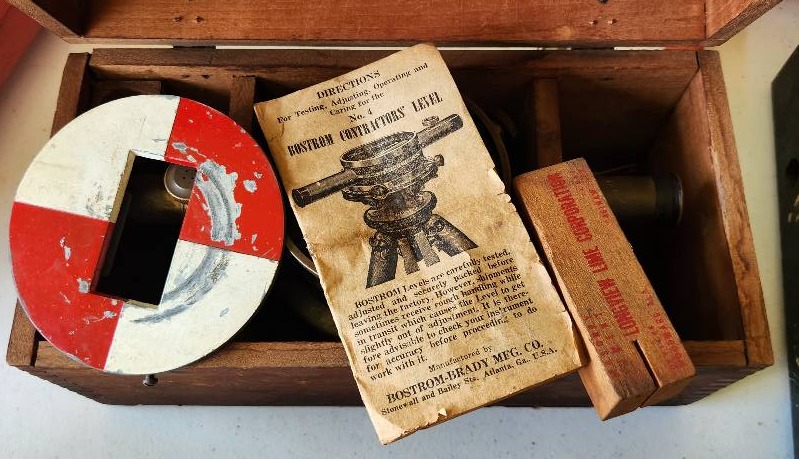 DIRECTIONS
For Testing, Adjusting, Operating and
Caring for the
No. 4
BOSTROM CONTRACTORS' LEVEL
BOSTROM Levels are carefully tested,
adjusted and securely packed before
leaving the factory. However, shipments
sometimes receive rough handling while
in transit which causes the Level to get
slightly out of adjustment. It is there-
fore advisable to check your instrument
for accuracy before proceeding to do
work with it.
Manufactured by
BOSTROM-BRADY MFG. CO.
Stonewall and Bailey Sts. Atlanta, Ga., U.S.A.
LONGVIEW LIME CORPORATION